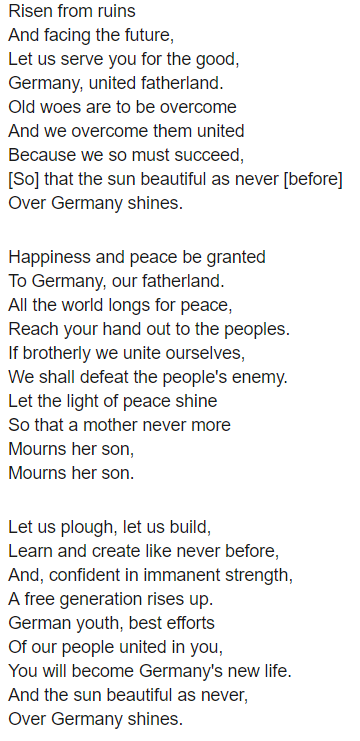 Risen from ruins
And facing the future,
Let us serve you for the good,
Germany, united fatherland.
Old woes are to be overcome
And we overcome them united
Because we so must succeed,
[So] that the sun beautiful as never [before]
Over Germany shines.
Happiness and peace be granted
To Germany, our fatherland.
All the world longs for peace,
Reach your hand out to the peoples.
If brotherly we unite ourselves,
We shall defeat the people's enemy.
Let the light of peace shine
So that a mother never more
Mourns her son,
Mourns her son.
Let us plough, let us build,
Learn and create like never before,
And, confident in immanent strength,
A free generation rises up.
German youth, best efforts
Of our people united in you,
You will become Germany's new life.
And the sun beautiful as never,
Over Germany shines.